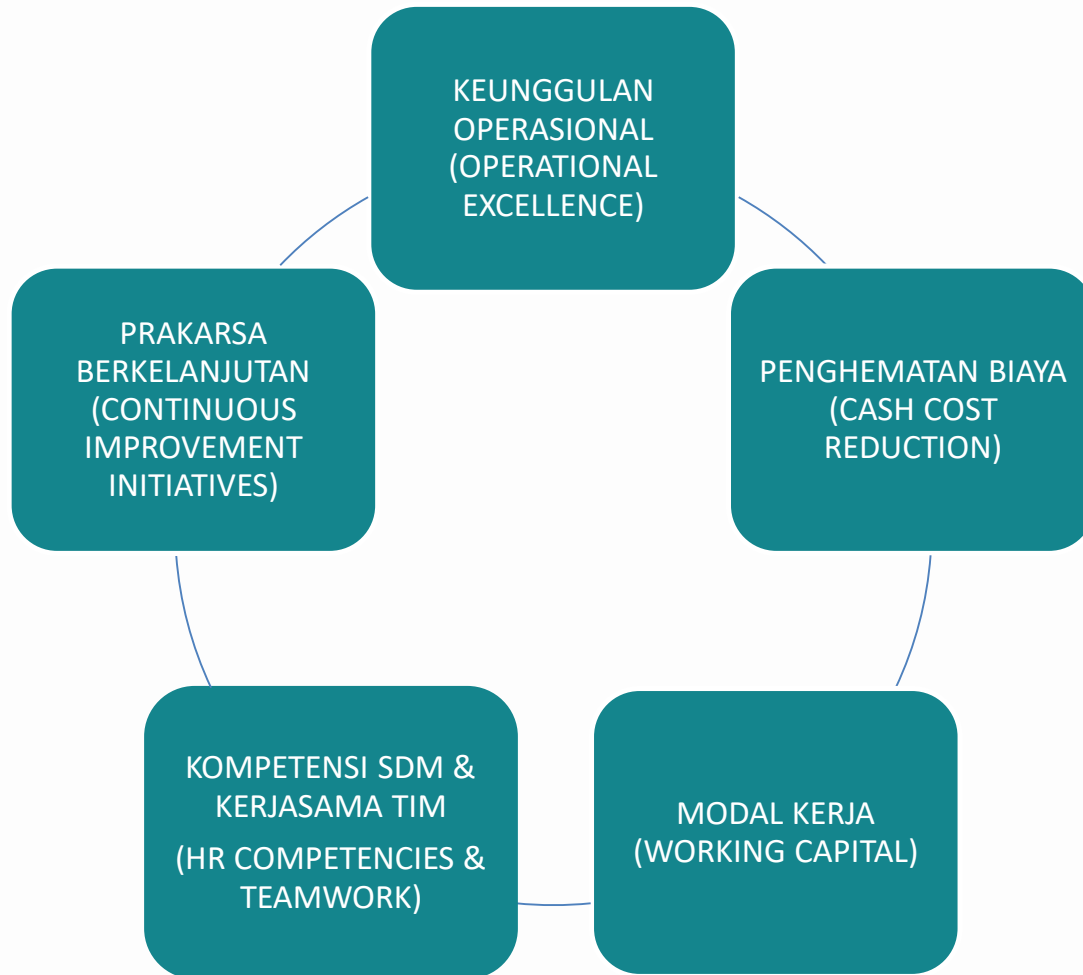 KEUNGGULAN
OPERASIONAL
(OPERATIONAL
EXCELLENCE)
PENGHEMATAN BIAYA
(CASH COST
REDUCTION)
MODAL KERJA
(WORKING CAPITAL)
KOMPETENSI SDM &
KERJASAMA TIM
(HR COMPETENCIES &
TEAMWORK)
PRAKARSA
BERKELANJUTAN
(CONTINUOUS
IMPROVEMENT
INITIATIVES)